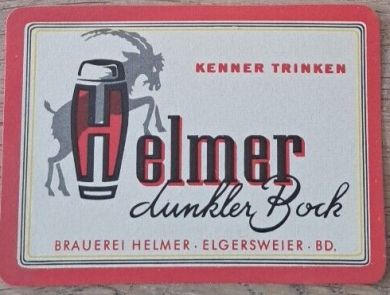 KENNER TRINKEN
Helmer
dunkler Bock
BRAUEREI HELMER · ELGERSWEIER · BD.